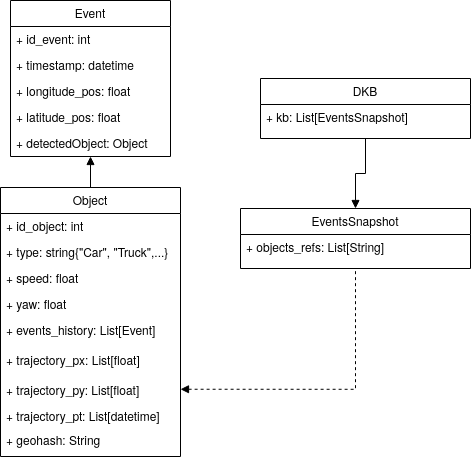 Event
+ id_event: int
+ timestamp: datetime
+ longitude_pos: float
+ latitude_pos: float
+ detectedObject: Object
DKB
+ kb: List[EventsSnapshot]
Object
+ id_object: int
+ type: string{"Car", "Truck",...}
+ speed: float
+ yaw: float
+ events_history: List[Event]
+ trajectory_px: List[float]
+ trajectory_py: List[float]
+ trajectory_pt: List[datetime]
+ geohash: String
EventsSnapshot
+ objects_refs: List[String]